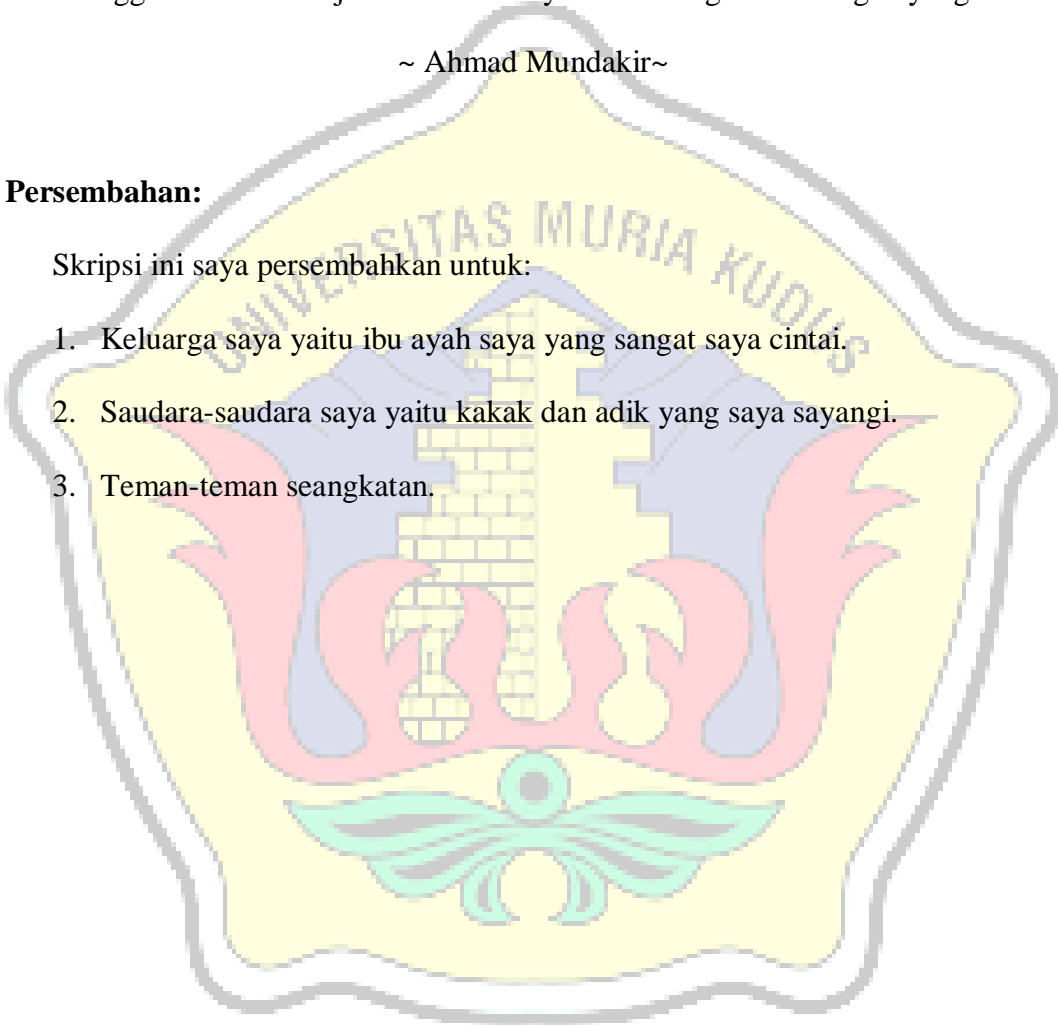 ~ Ahmad Mundakir~
Persembahan:
UNIVERSITAS MURIA KUDUS
Skripsi ini saya persembahkan untuk:
1. Keluarga saya yaitu ibu ayah saya yang sangat saya cintai.
2. Saudara-saudara saya yaitu kakak dan adik yang saya sayangi.
3. Teman-teman seangkatan.